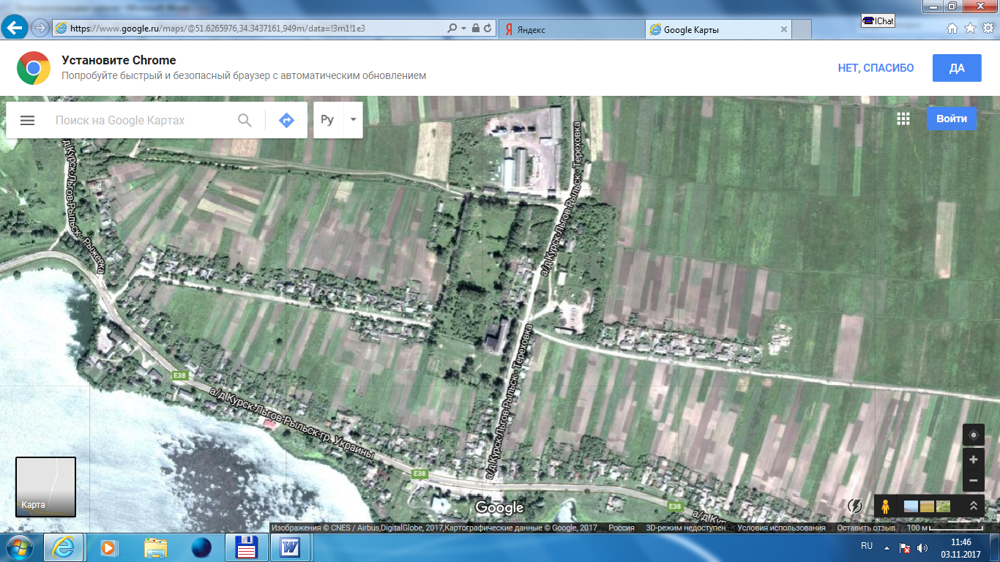 IChat
https://www.google.ru/maps/@51.6265976,34.3437161,949m/data=!3m1!1e3
Яндекс
Google Карты
Установите Chrome
Попробуйте быстрый и безопасный браузер с автоматическим обновлением
НЕТ, СПАСИБО
ДА
Поиск на Google Картах
Ру
Войти
а/д Курск-Льгов-Рыльск - Рыжевка
а/д Курск-Льгов-Рыльск - Тереховка
а/д Курск-Льгов-Рыльск - Тереховка
E38
а/д Курск-Льгов-Рыльск-гр. Украины
E38
E38
Карта
Google
Изображения © CNES / Airbus,DigitalGlobe, 2017,Картографические данные © Google, 2017
Россия
3D-режим недоступен
Условия использования
Оставить отзыв
100 м
RU
11:46
03.11.2017